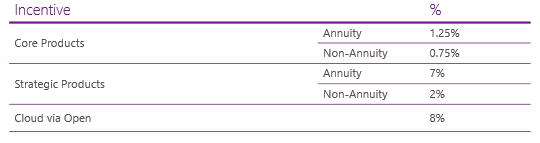 Incentive %
Core Products Annuity 1.25%
Non-Annuity 0.75%
Strategic Products Annuity 7%
Non-Annuity 2%
Cloud via Open 8%